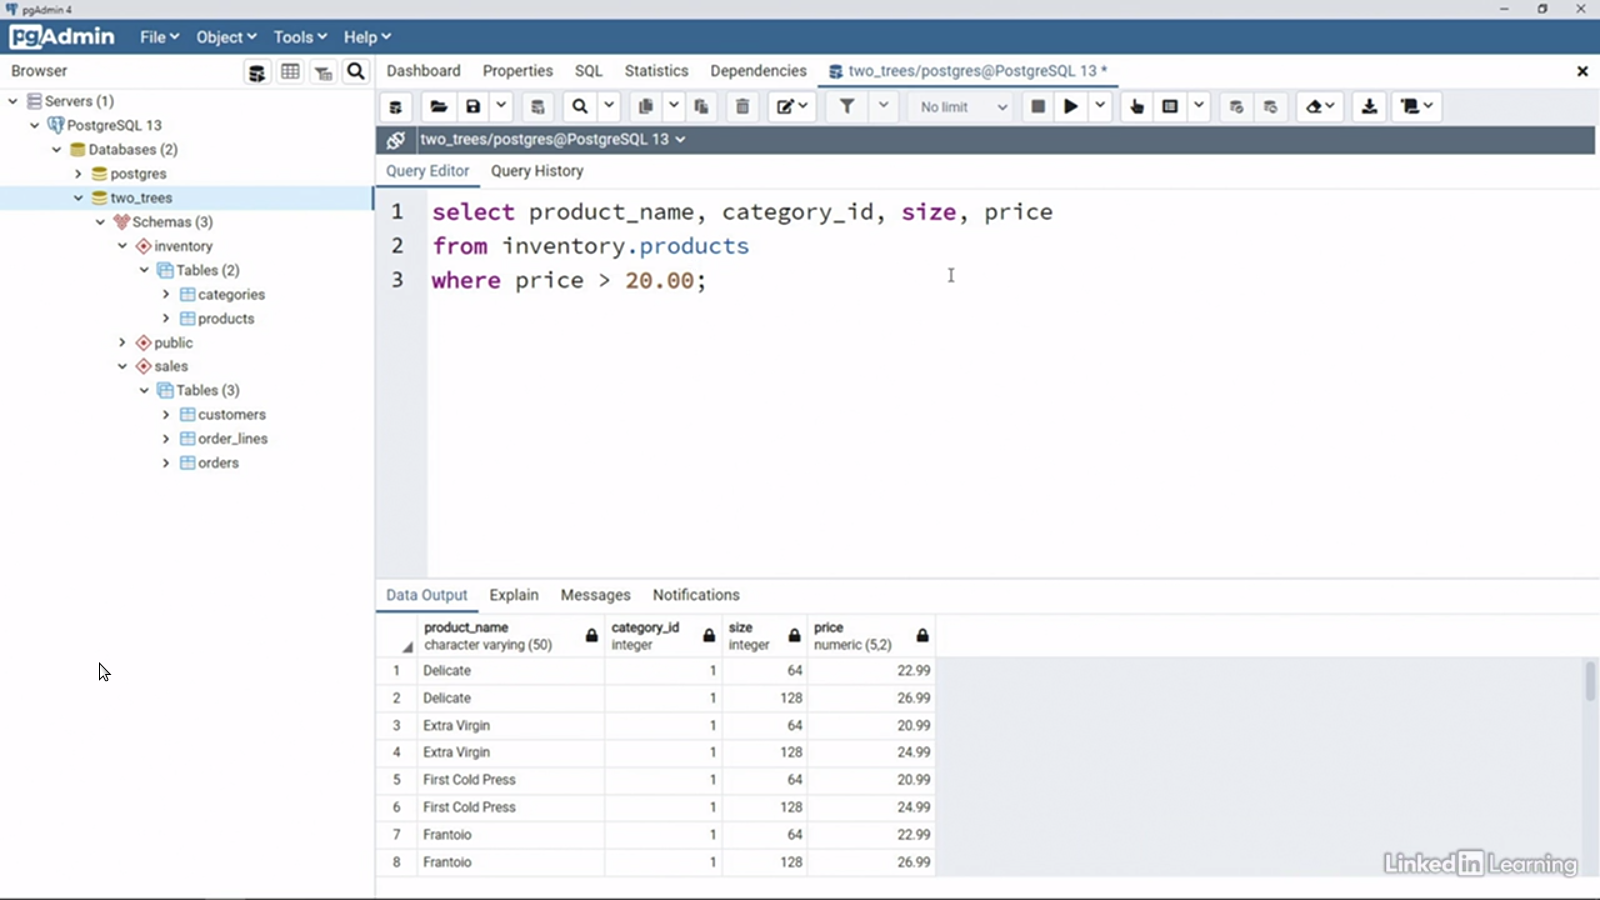 pgAdmin 4
pgAdmin File Object Tools Help
Browser
Dashboard Properties SQL Statistics Dependencies two_trees/postgres@PostgreSQL 13 *
No limit
two_trees/postgres@PostgreSQL 13
Query Editor Query History
Servers (1)
PostgreSQL 13
Databases (2)
postgres
two_trees
Schemas (3)
inventory
Tables (2)
categories
products
public
sales
Tables (3)
customers
order_lines
orders
1 select product_name, category_id, size, price
2 from inventory.products
3 where price > 20.00;
Data Output Explain Messages Notifications
product_name category_id size price
character varying (50) integer integer numeric (5,2)
1 Delicate 1 64 22.99
2 Delicate 1 128 26.99
3 Extra Virgin 1 64 20.99
4 Extra Virgin 1 128 24.99
5 First Cold Press 1 64 20.99
6 First Cold Press 1 128 24.99
7 Frantoio 1 64 22.99
8 Frantoio 1 128 26.99
Linked in Learning